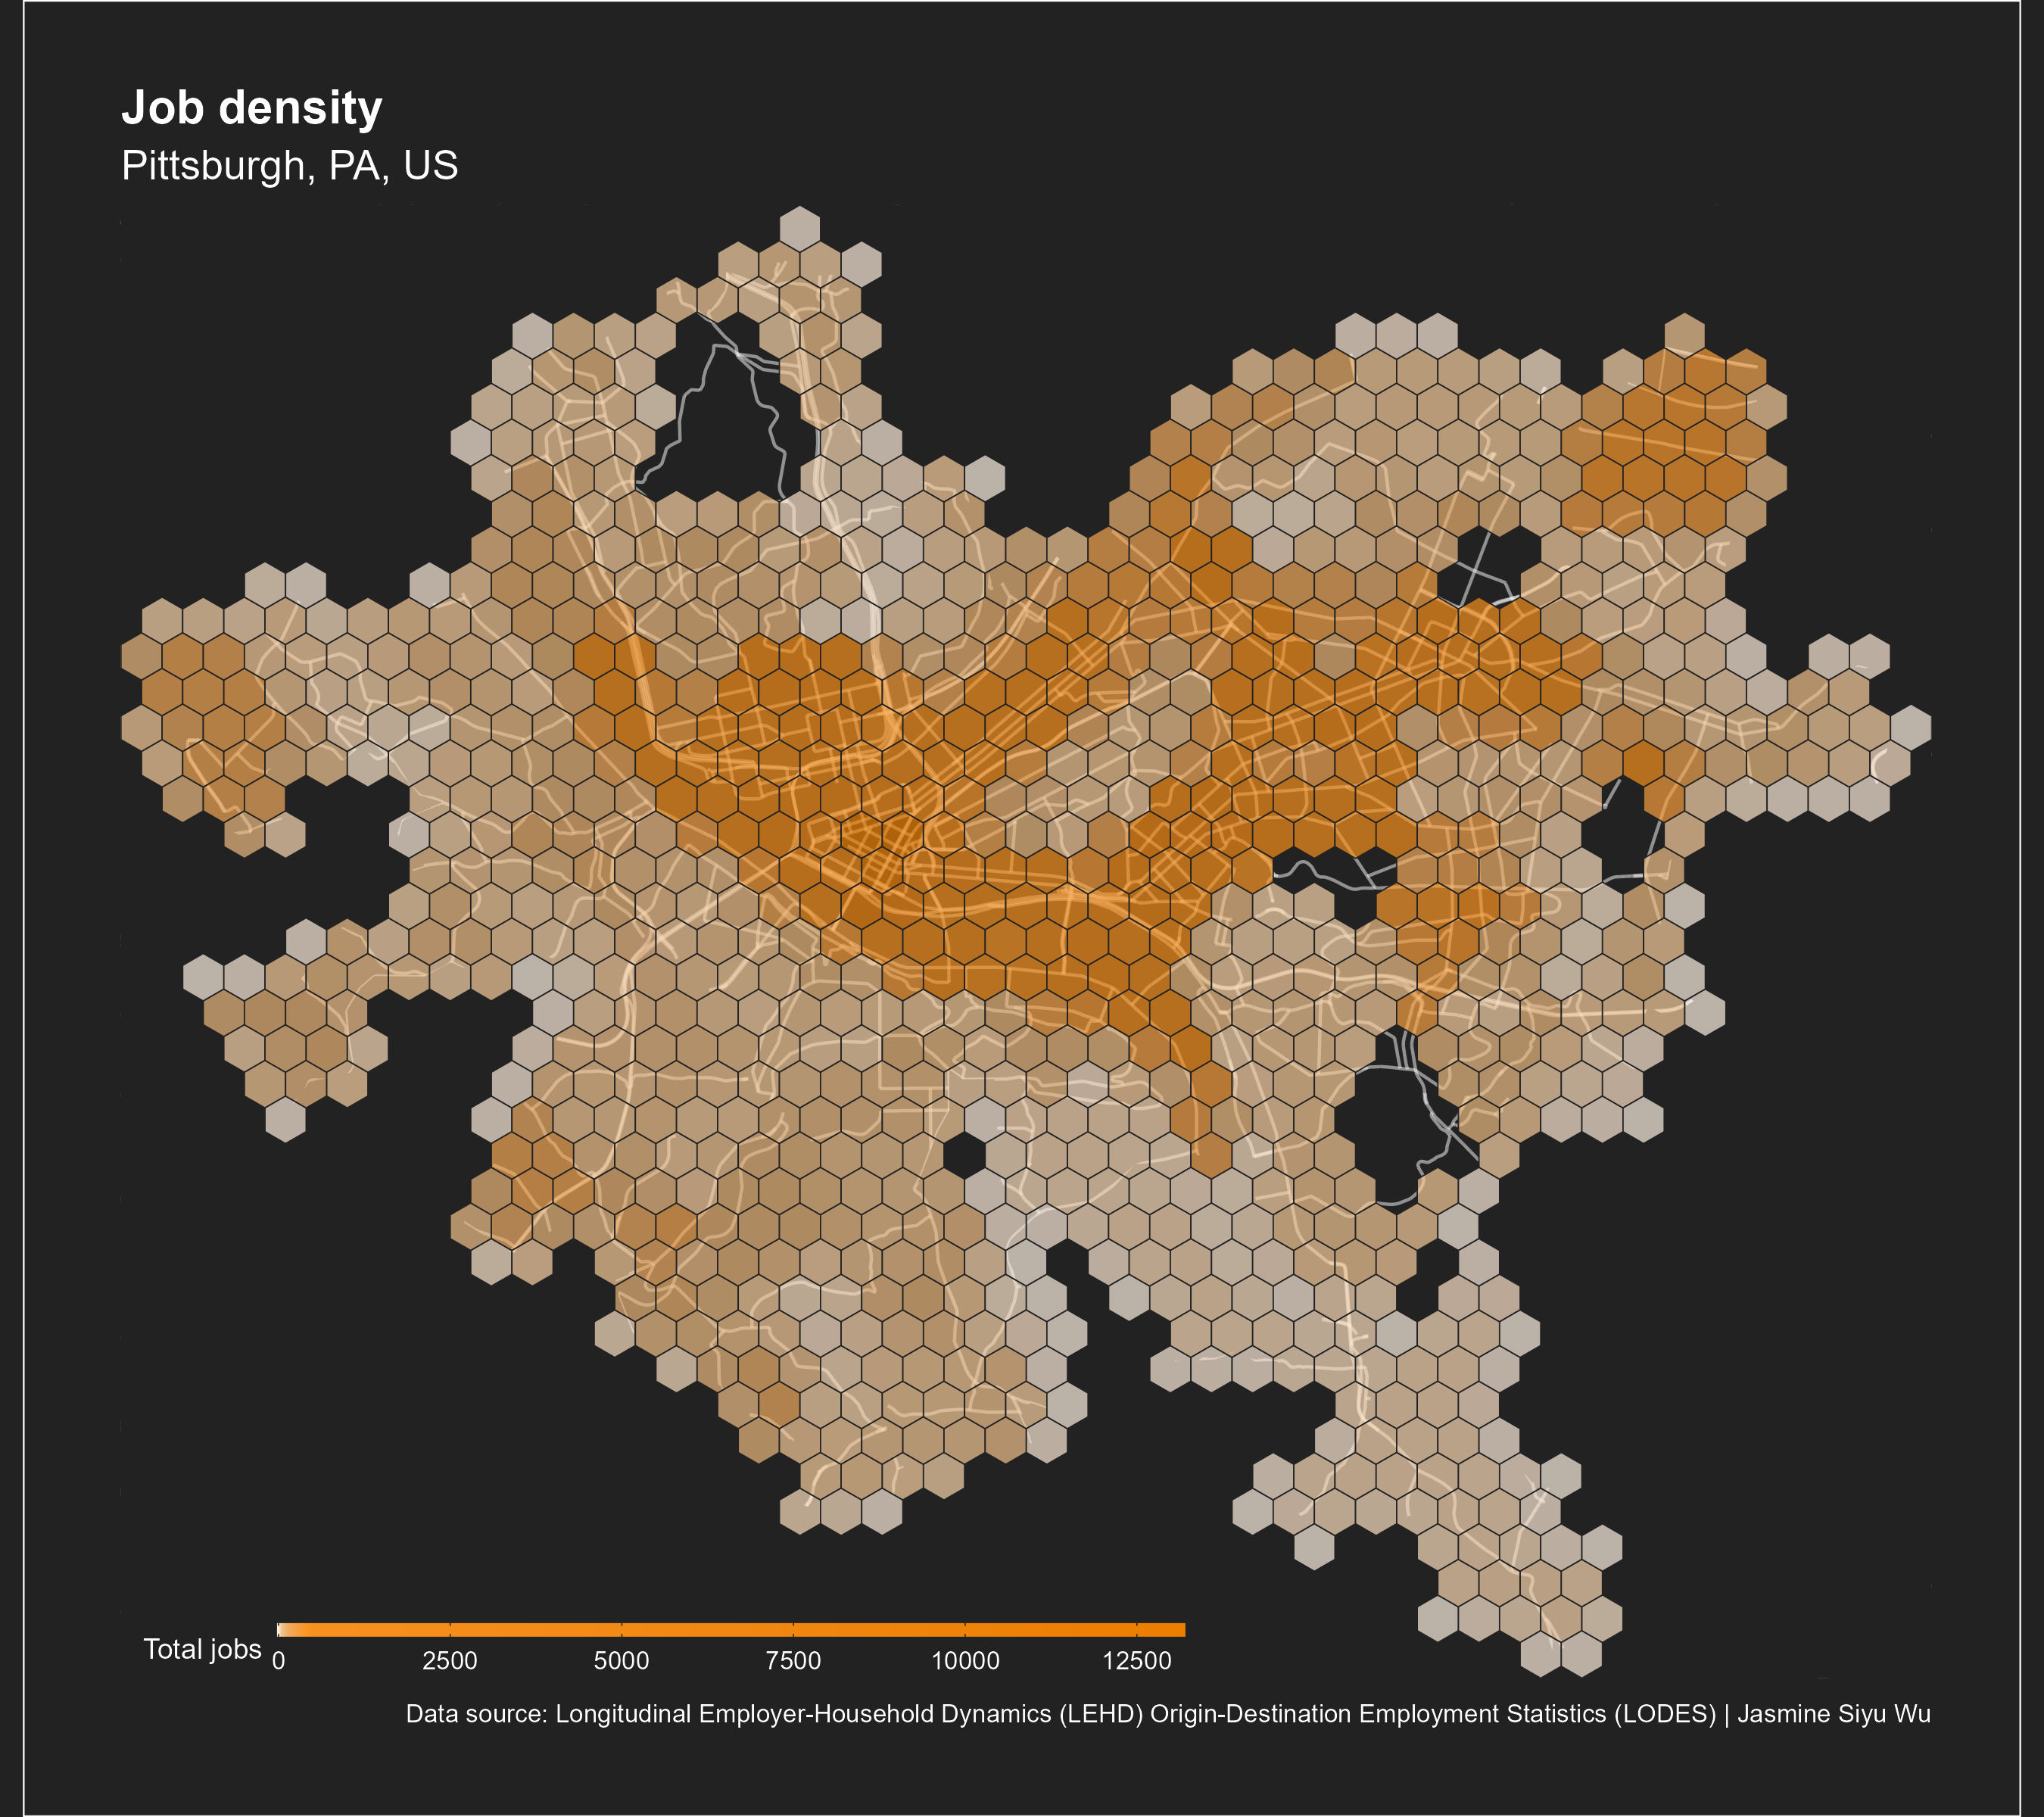 Job density
Pittsburgh, PA, US
Total jobs
0 2500 5000 7500 10000 12500
Data source: Longitudinal Employer-Household Dynamics (LEHD) Origin-Destination Employment Statistics (LODES) | Jasmine Siyu Wu